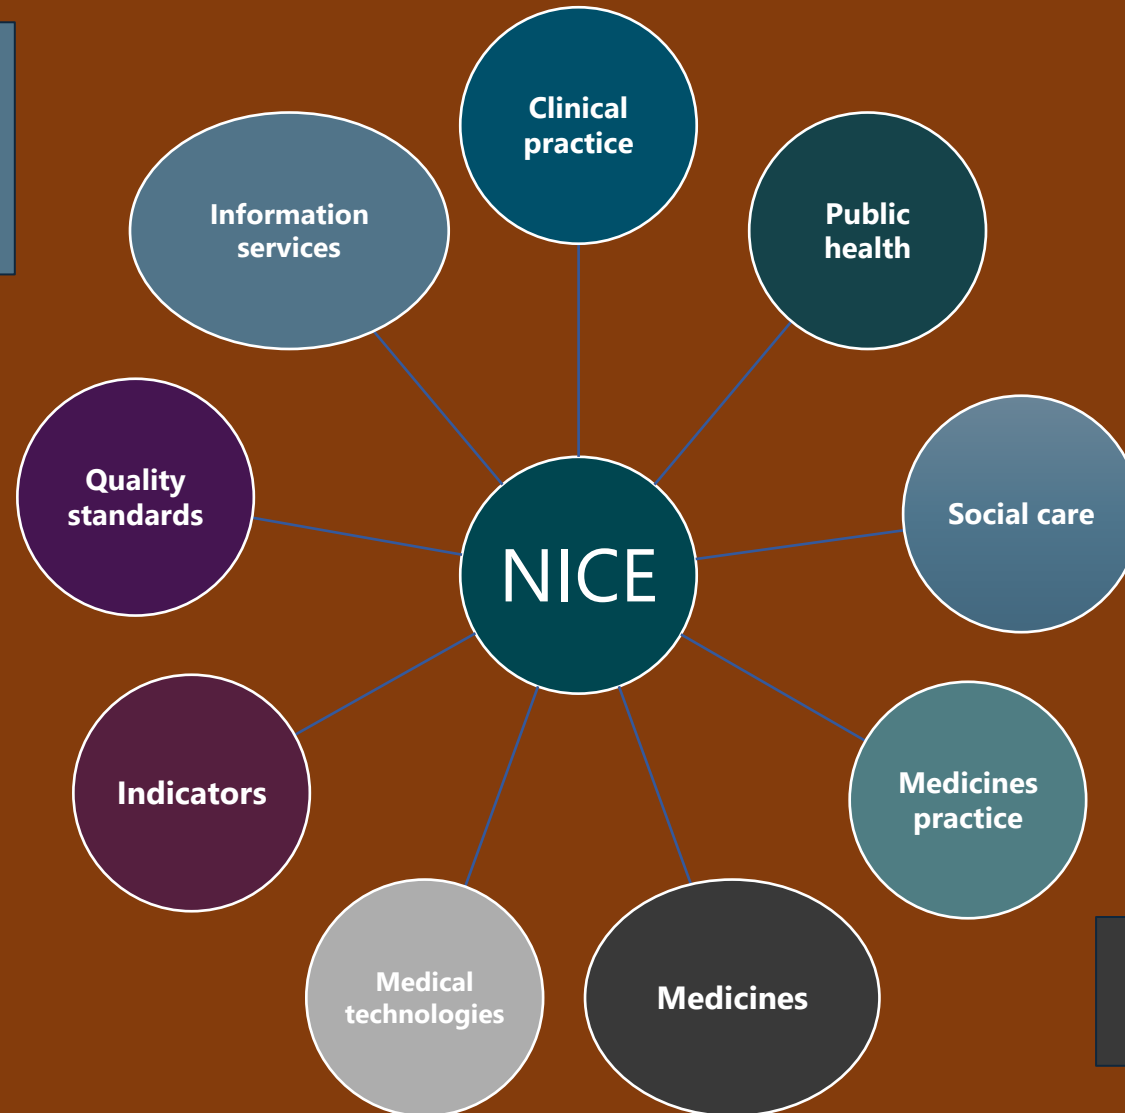 Clinical
practice
Information
services
Public
health
Quality
standards
Social care
NICE
Indicators
Medicines
practice
Medical
technologies
Medicines